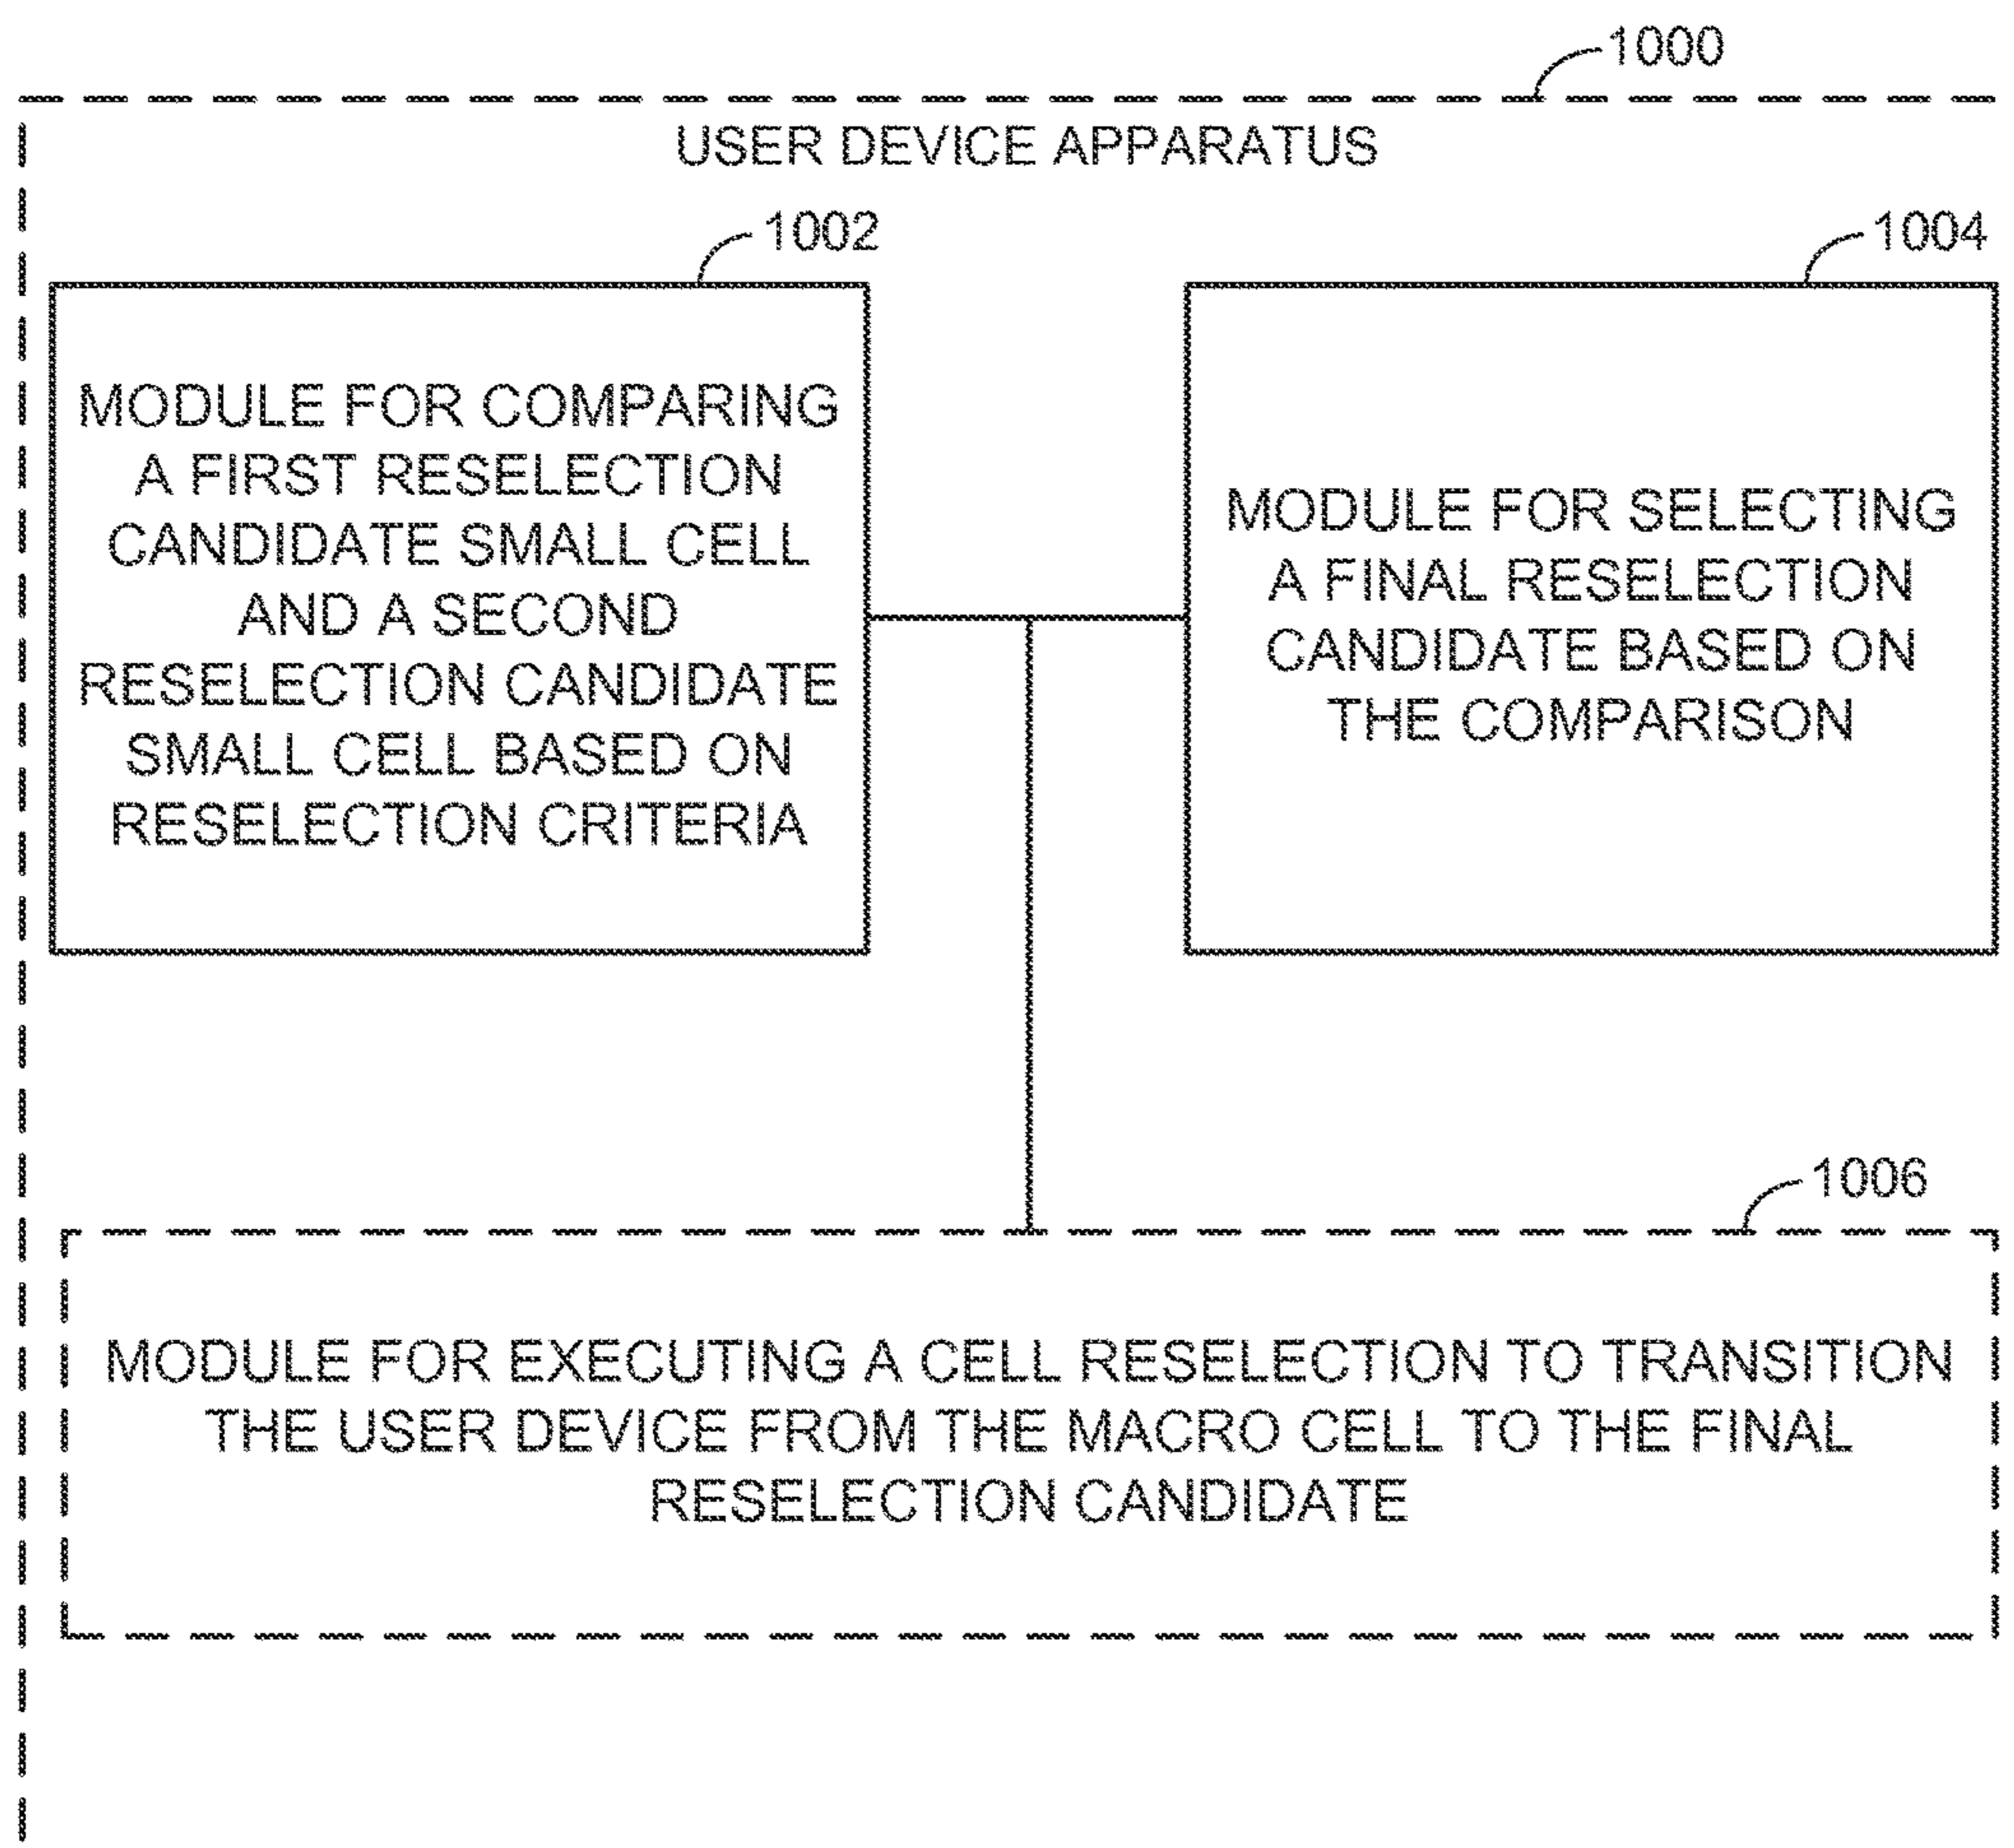 1000
USER DEVICE APPARATUS
1002
1004
MODULE FOR COMPARING
A FIRST RESELECTION
CANDIDATE SMALL CELL
AND A SECOND
RESELECTION CANDIDATE
SMALL CELL BASED ON
RESELECTION CRITERIA
MODULE FOR SELECTING
A FINAL RESELECTION
CANDIDATE BASED ON
THE COMPARISON
1006
MODULE FOR EXECUTING A CELL RESELECTION TO TRANSITION
THE USER DEVICE FROM THE MACRO CELL TO THE FINAL
RESELECTION CANDIDATE